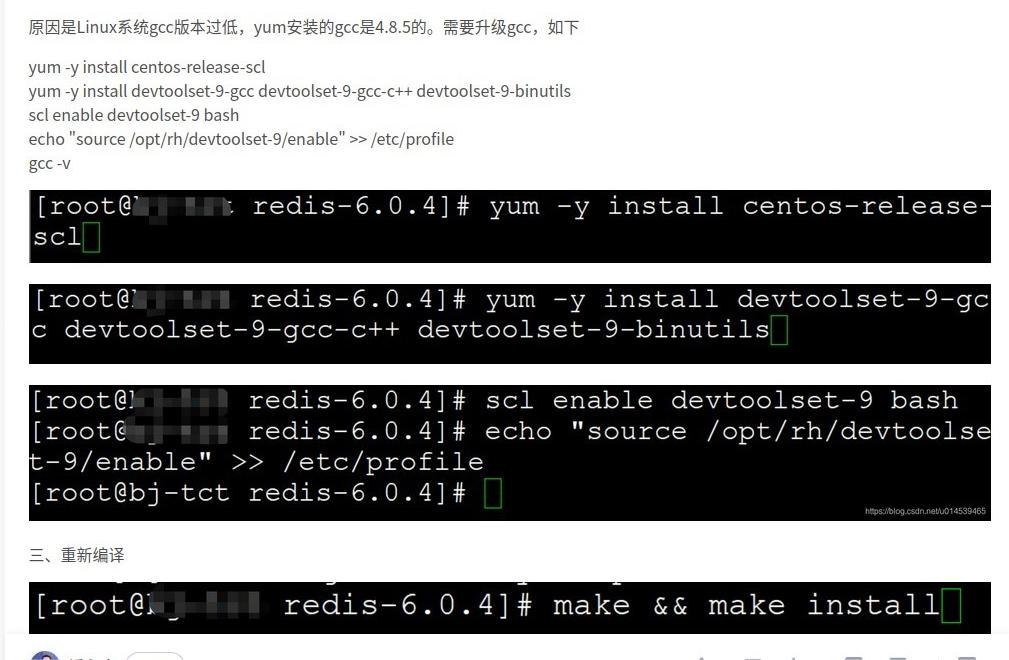 原因是Linux系统gcc版本过低，yum安装的gcc是4.8.5的。需要升级gcc，如下
yum -y install centos-release-scl
yum -y install devtoolset-9-gcc devtoolset-9-gcc-c++ devtoolset-9-binutils
scl enable devtoolset-9 bash
echo "source /opt/rh/devtoolset-9/enable" >> /etc/profile
gcc -v
[root@ redis-6.0.4]# yum -y install centos-release-
scl
[root@ redis-6.0.4]# yum -y install devtoolset-9-gc
c devtoolset-9-gcc-c++ devtoolset-9-binutils
[root@ redis-6.0.4]# scl enable devtoolset-9 bash
[root@ redis-6.0.4]# echo "source /opt/rh/devtoolse
t-9/enable" >> /etc/profile
[root@bj-tct redis-6.0.4]#
https://blog.csdn.net/u014539465
三、重新编译
[root@ redis-6.0.4]# make && make install